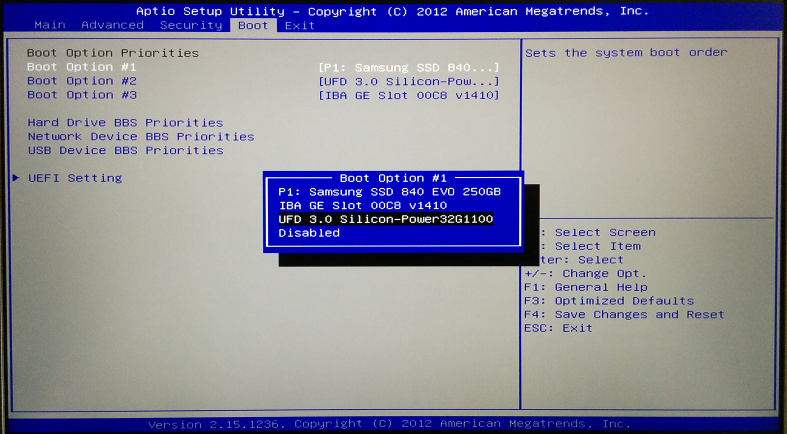 Aptio Setup Utility – Copyright (C) 2012 American Megatrends, Inc.
Main Advanced Security Boot Exit
Boot Option Priorities
Boot Option #1 [P1: Samsung SSD 840...]
Boot Option #2 [UFD 3.0 Silicon-Pow...]
Boot Option #3 [IBA GE Slot 00C8 v1410]
Hard Drive BBS Priorities
Network Device BBS Priorities
USB Device BBS Priorities
UEFI Setting
Boot Option #1
P1: Samsung SSD 840 EVO 250GB
IBA GE Slot 00C8 v1410
UFD 3.0 Silicon-Power32G1100
Disabled
Sets the system boot order
: Select Screen
: Select Item
ter: Select
+/-: Change Opt.
F1: General Help
F3: Optimized Defaults
F4: Save Changes and Reset
ESC: Exit
Version 2.15.1236. Copyright (C) 2012 American Megatrends, Inc.